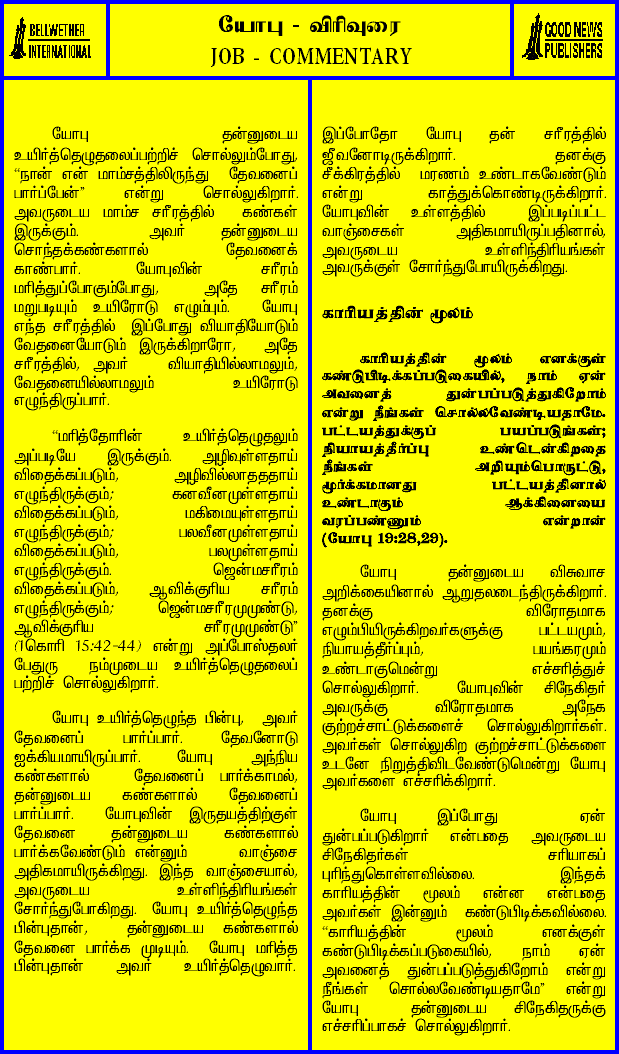 BELLWETHER
INTERNATIONAL
யோபு - விரிவுரை
JOB - COMMENTARY
GOOD NEWS
PUBLISHERS
யோபு தன்னுடைய
உயிர்த்தெழுதலைப்பற்றிச் சொல்லும்போது,
“நான் என் மாம்சத்திலிருந்து தேவனைப்
பார்ப்பேன்” என்று சொல்லுகிறார்.
அவருடைய மாம்ச சரீரத்தில் கண்கள்
இருக்கும். அவர் தன்னுடைய
சொந்தக்கண்களால் தேவனைக்
காண்பார். யோபுவின் சரீரம்
மரித்துப்போகும்போது, அதே சரீரம்
மறுபடியும் உயிரோடு எழும்பும். யோபு
எந்த சரீரத்தில் இப்போது வியாதியோடும்
வேதனையோடும் இருக்கிறாரோ, அதே
சரீரத்தில், அவர் வியாதியில்லாமலும்,
வேதனையில்லாமலும் உயிரோடு
எழுந்திருப்பார்.
“மரித்தோரின் உயிர்த்தெழுதலும்
அப்படியே இருக்கும். அழிவுள்ளதாய்
விதைக்கப்படும், அழிவில்லாததாய்
எழுந்திருக்கும்; கனவீனமுள்ளதாய்
விதைக்கப்படும், மகிமையுள்ளதாய்
எழுந்திருக்கும்; பலவீனமுள்ளதாய்
விதைக்கப்படும், பலமுள்ளதாய்
எழுந்திருக்கும். ஜென்மசரீரம்
விதைக்கப்படும், ஆவிக்குரிய சரீரம்
எழுந்திருக்கும்; ஜென்மசரீரமுமுண்டு,
ஆவிக்குரிய சரீரமுமுண்டு”
(1கொரி 15:42-44) என்று அப்போஸ்தலர்
பேதுரு நம்முடைய உயிர்த்தெழுதலைப்
பற்றிச் சொல்லுகிறார்.
யோபு உயிர்த்தெழுந்த பின்பு, அவர்
தேவனைப் பார்ப்பார். தேவனோடு
ஐக்கியமாயிருப்பார். யோபு அந்நிய
கண்களால் தேவனைப் பார்க்காமல்,
தன்னுடைய கண்களால் தேவனைப்
பார்ப்பார். யோபுவின் இருதயத்திற்குள்
தேவனை தன்னுடைய கண்களால்
பார்க்கவேண்டும் என்னும் வாஞ்சை
அதிகமாயிருக்கிறது. இந்த வாஞ்சையால்,
அவருடைய உள்ளிந்திரியங்கள்
சோர்ந்துபோகிறது. யோபு உயிர்த்தெழுந்த
பின்புதான், தன்னுடைய கண்களால்
தேவனை பார்க்க முடியும். யோபு மரித்த
பின்புதான் அவர் உயிர்த்தெழுவார்.
இப்போதோ யோபு தன் சரீரத்தில்
ஜீவனோடிருக்கிறார். தனக்கு
சீக்கிரத்தில் மரணம் உண்டாகவேண்டும்
என்று காத்துக்கொண்டிருக்கிறார்.
யோபுவின் உள்ளத்தில் இப்படிப்பட்ட
வாஞ்சைகள் அதிகமாயிருப்பதினால்,
அவருடைய உள்ளிந்திரியங்கள்
அவருக்குள் சோர்ந்துபோயிருக்கிறது.
காரியத்தின் மூலம்
காரியத்தின் மூலம் எனக்குள்
கண்டுபிடிக்கப்படுகையில், நாம் ஏன்
அவனைத் துன்பப்படுத்துகிறோம்
என்று நீங்கள் சொல்லவேண்டியதாமே.
பட்டயத்துக்குப் பயப்படுங்கள்;
நியாயத்தீர்ப்பு உண்டென்கிறதை
நீங்கள் அறியும்பொருட்டு,
மூர்க்கமானது பட்டயத்தினால்
உண்டாகும் ஆக்கினையை
வரப்பண்ணும் என்றான்
(யோபு 19:28,29).
யோபு தன்னுடைய விசுவாச
அறிக்கையினால் ஆறுதலடைந்திருக்கிறார்.
தனக்கு விரோதமாக
எழும்பியிருக்கிறவர்களுக்கு பட்டயமும்,
நியாயத்தீர்ப்பும், பயங்கரமும்
உண்டாகுமென்று எச்சரித்துச்
சொல்லுகிறார். யோபுவின் சிநேகிதர்
அவருக்கு விரோதமாக அநேக
குற்றச்சாட்டுக்களைச் சொல்லுகிறார்கள்.
அவர்கள் சொல்லுகிற குற்றச்சாட்டுக்களை
உடனே நிறுத்திவிடவேண்டுமென்று யோபு
அவர்களை எச்சரிக்கிறார்.
யோபு இப்போது ஏன்
துன்பப்படுகிறார் என்பதை அவருடைய
சிநேகிதர்கள் சரியாகப்
புரிந்துகொள்ளவில்லை. இந்தக்
காரியத்தின் மூலம் என்ன என்பதை
அவர்கள் இன்னும் கண்டுபிடிக்கவில்லை.
“காரியத்தின் மூலம் எனக்குள்
கண்டுபிடிக்கப்படுகையில், நாம் ஏன்
அவனைத் துன்பப்படுத்துகிறோம் என்று
நீங்கள் சொல்லவேண்டியதாமே” என்று
யோபு தன்னுடைய சிநேகிதருக்கு
எச்சரிப்பாகச் சொல்லுகிறார்.